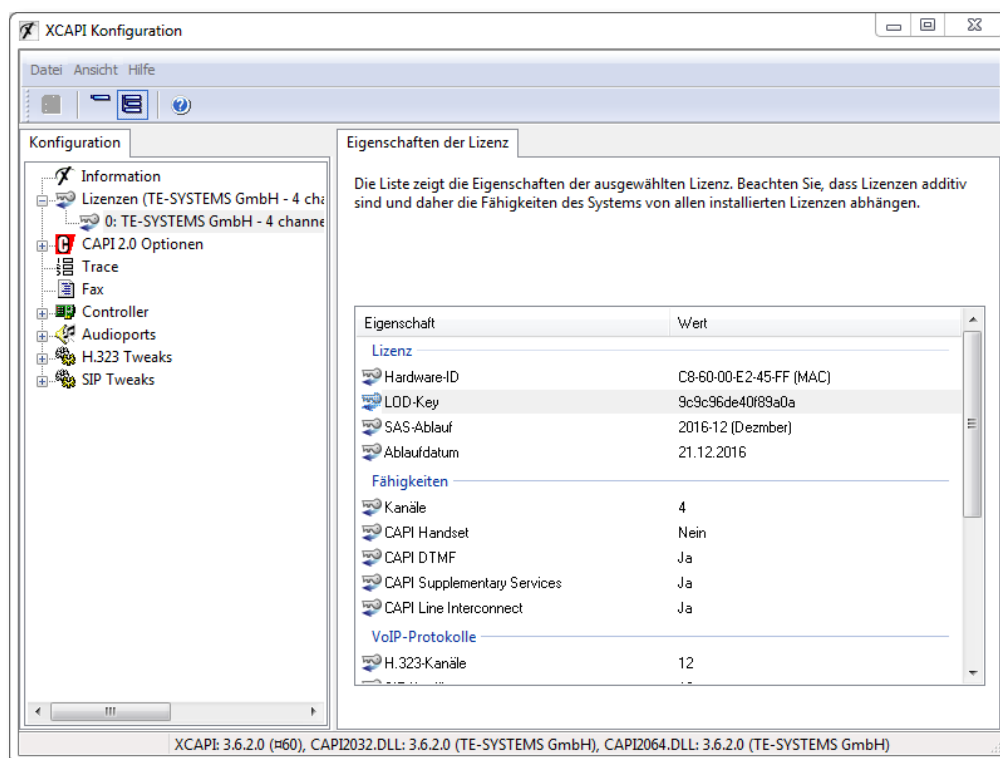 XCAPI Konfiguration
Datei Ansicht Hilfe
Konfiguration
Information
Lizenzen (TE-SYSTEMS GmbH - 4 cha
0: TE-SYSTEMS GmbH - 4 channe
CAPI 2.0 Optionen
Trace
Fax
Controller
Audioports
H.323 Tweaks
SIP Tweaks
Eigenschaften der Lizenz
Die Liste zeigt die Eigenschaften der ausgewählten Lizenz. Beachten Sie, dass Lizenzen additiv
sind und daher die Fähigkeiten des Systems von allen installierten Lizenzen abhängen.
Eigenschaft Wert
Lizenz
Hardware-ID C8-60-00-E2-45-FF (MAC)
LOD-Key 9c9c96de40f89a0a
SAS-Ablauf 2016-12 (Dezmber)
Ablaufdatum 21.12.2016
Fähigkeiten
Kanäle 4
CAPI Handset Nein
CAPI DTMF Ja
CAPI Supplementary Services Ja
CAPI Line Interconnect Ja
VoIP-Protokolle
H.323-Kanäle 12
XCAPI: 3.6.2.0 (¤60), CAPI2032.DLL: 3.6.2.0 (TE-SYSTEMS GmbH), CAPI2064.DLL: 3.6.2.0 (TE-SYSTEMS GmbH)